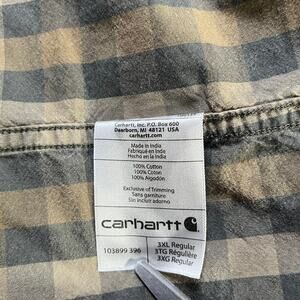 Carhartt, Inc. P.O. Box 600
Dearborn, MI 48121 USA
carhartt.com
Made in India
Fabriqué en India
Hecho en la India
100% Cotton
100% Coton
100% Algodón
Exclusive of Trimming
Sans garniture
Sin incluir adorno
carhartt
103899 396
3XL Regular
3TG Régulière
3XG Regular